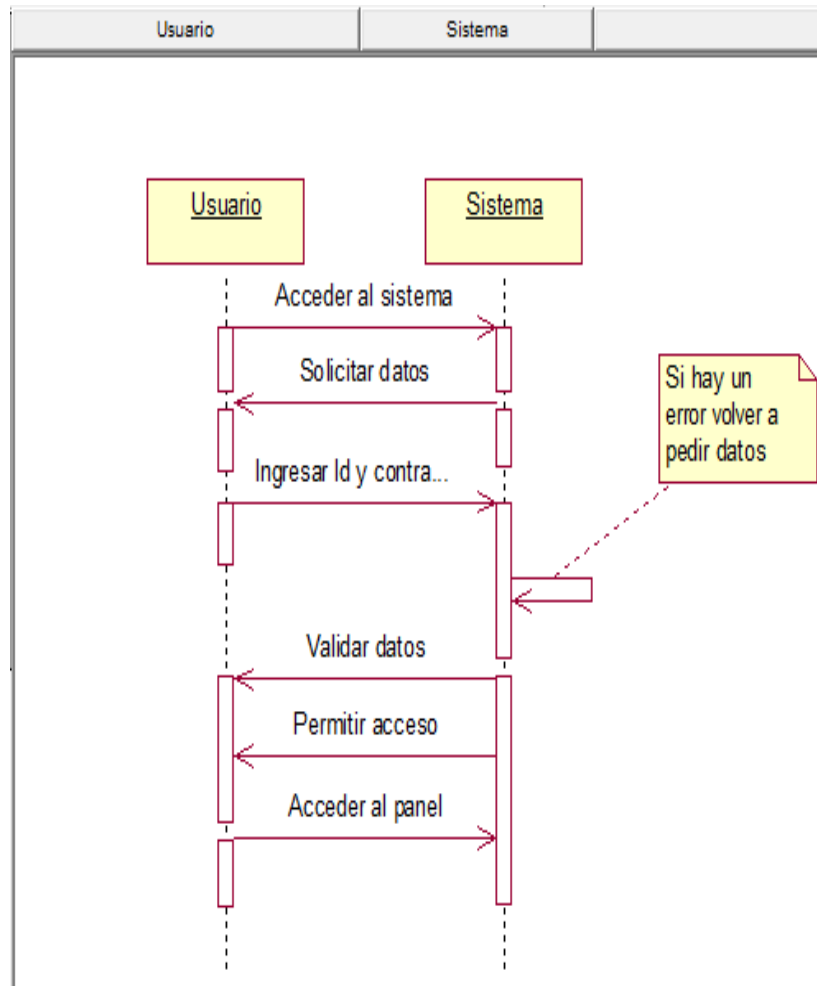 Usuario
Sistema
Usuario
Sistema
Acceder al sistema
Solicitar datos
Si hay un
error volver a
pedir datos
Ingresar Id y contra...
Validar datos
Permitir acceso
Acceder al panel